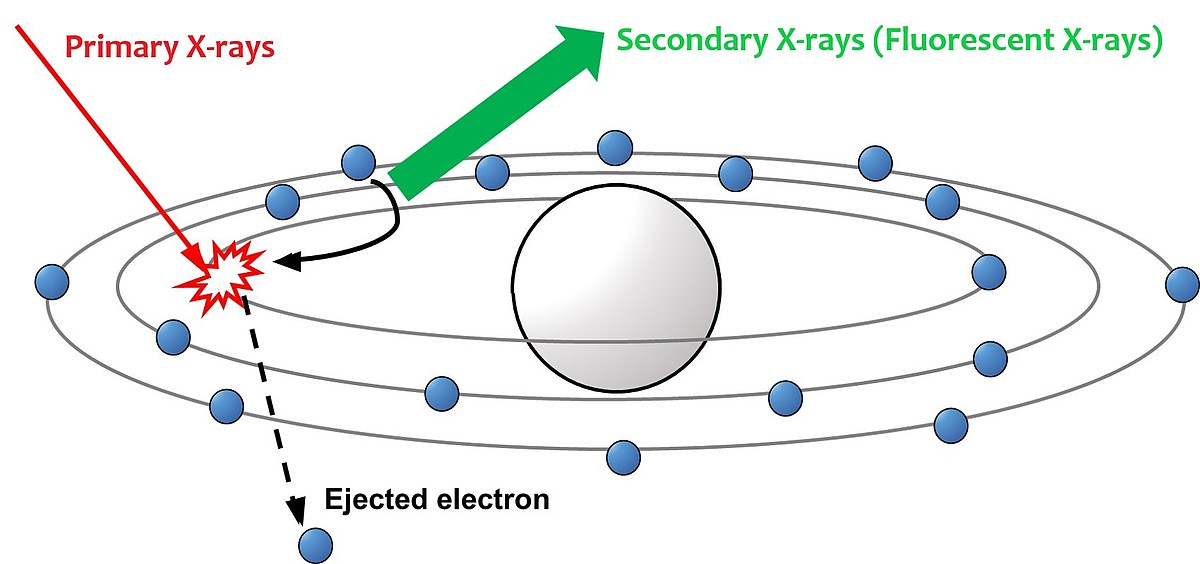 Primary X-rays
Secondary X-rays (Fluorescent X-rays)
Ejected electron